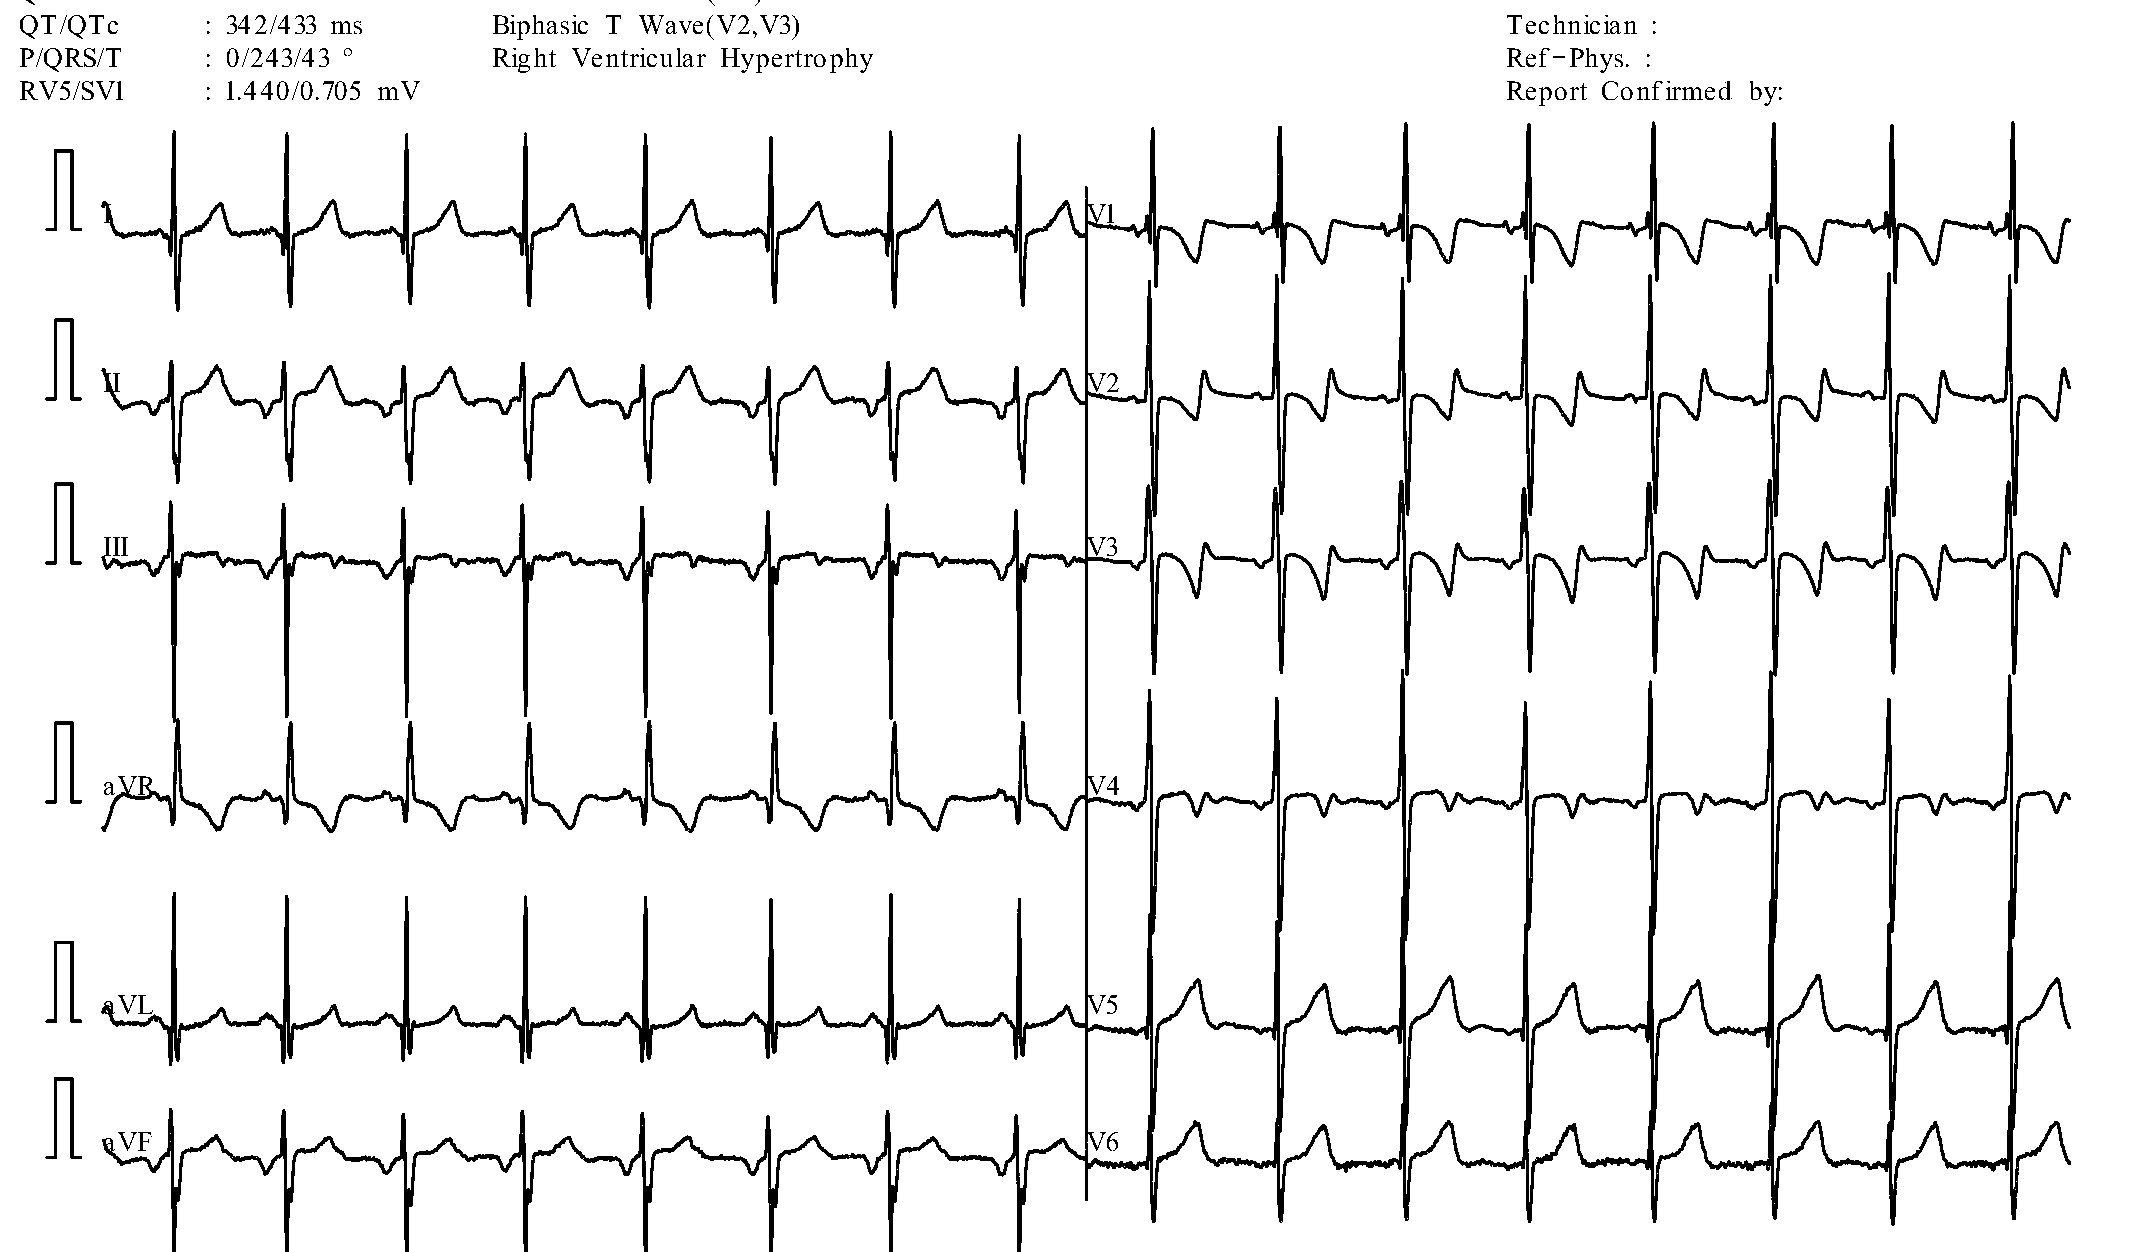 QT/QTc : 342/433 ms
P/QRS/T : 0/243/43 °
RV5/SV1 : 1.440/0.705 mV
Biphasic T Wave(V2,V3)
Right Ventricular Hypertrophy
Technician :
Ref-Phys. :
Report Confirmed by:
I
II
III
aVR
aVL
aVF
V1
V2
V3
V4
V5
V6